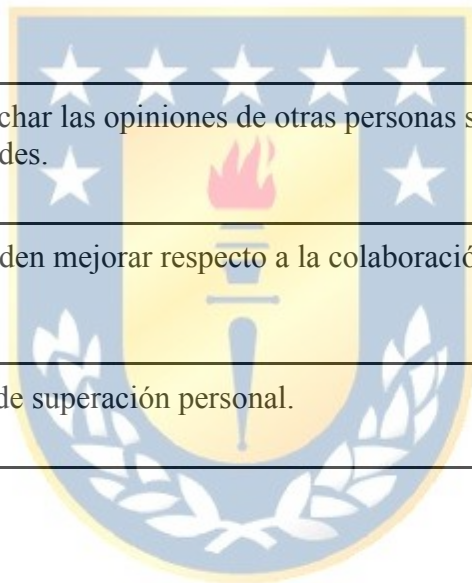 char las opiniones de otras personas s
des.
den mejorar respecto a la colaboració
de superación personal.